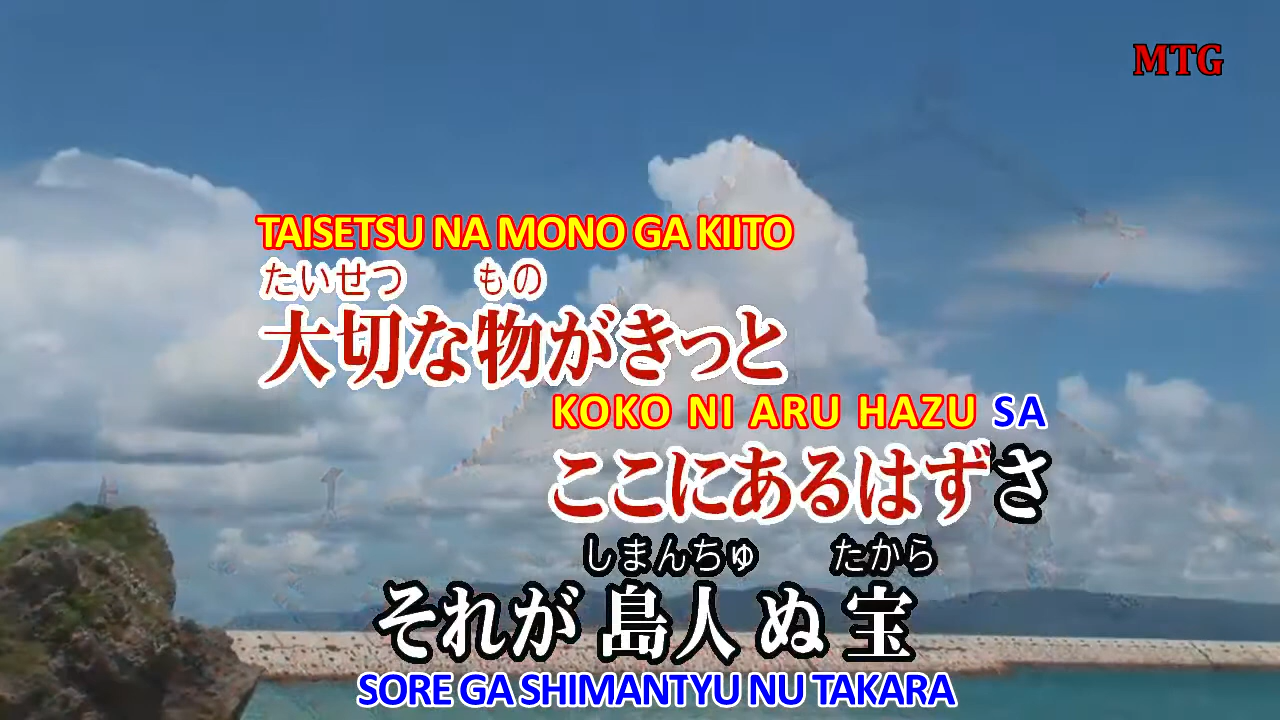 MTG
TAISETSU NA MONO GA KIITO
たいせつ もの
大切な物がきっと
KOKO NI ARU HAZU SA
ここにあるはずさ
しまんちゅ たから
それが 島人 ぬ 宝
SORE GA SHIMANTYU NU TAKARA